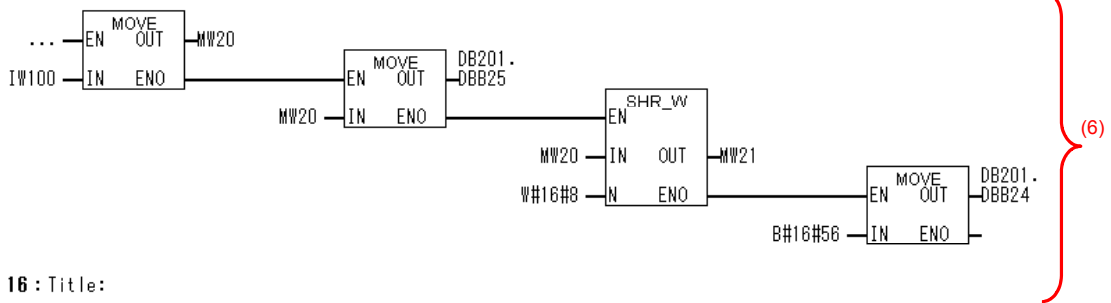 MOVE
... EN OUT MW20
IW100 IN ENO
MOVE
EN OUT DB201.
DBB25
MW20 IN ENO
SHR_W
EN
MW20 IN OUT MW21
W#16#8 N ENO
MOVE
EN OUT DB201.
DBB24
B#16#56 IN ENO
(6)
16 : Title: